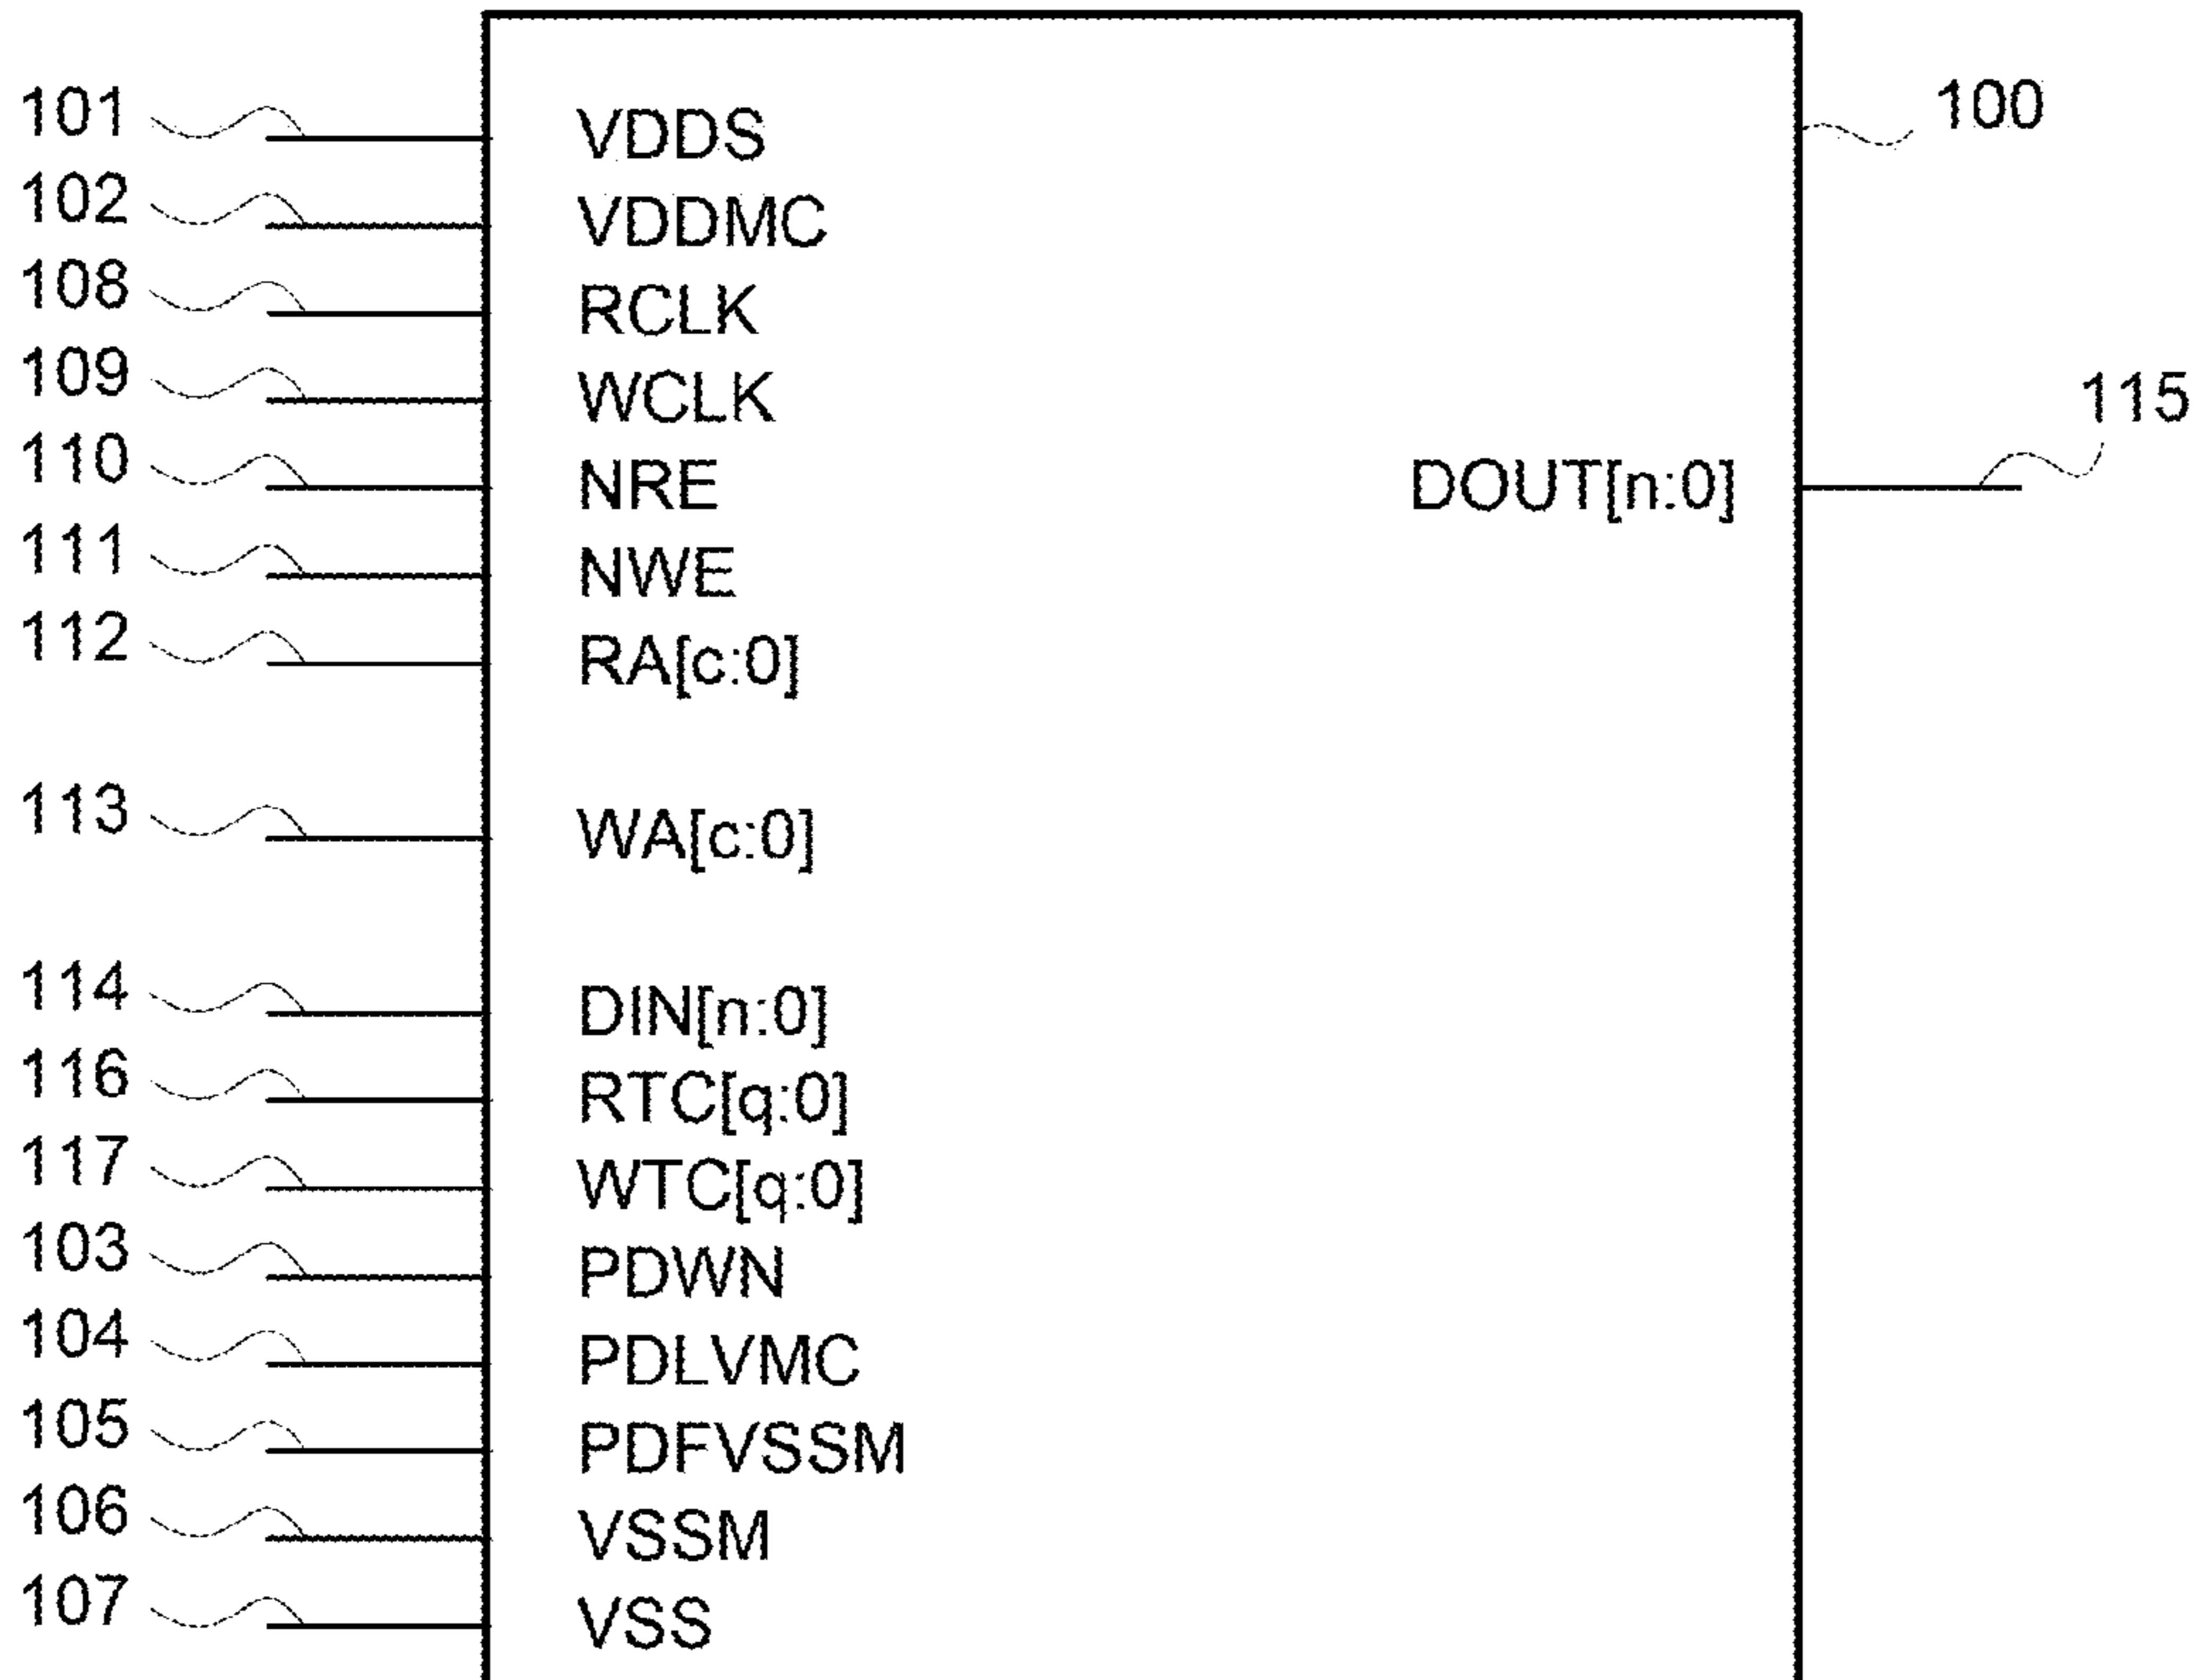 101 VDDS 100
102 VDDMC
108 RCLK
109 WCLK 115
110 NRE DOUT[n:0]
111 NWE
112 RA[c:0]
113 WA[c:0]
114 DIN[n:0]
116 RTC[q:0]
117 WTC[q:0]
103 PDWN
104 PDLVMC
105 PDFVSSM
106 VSSM
107 VSS